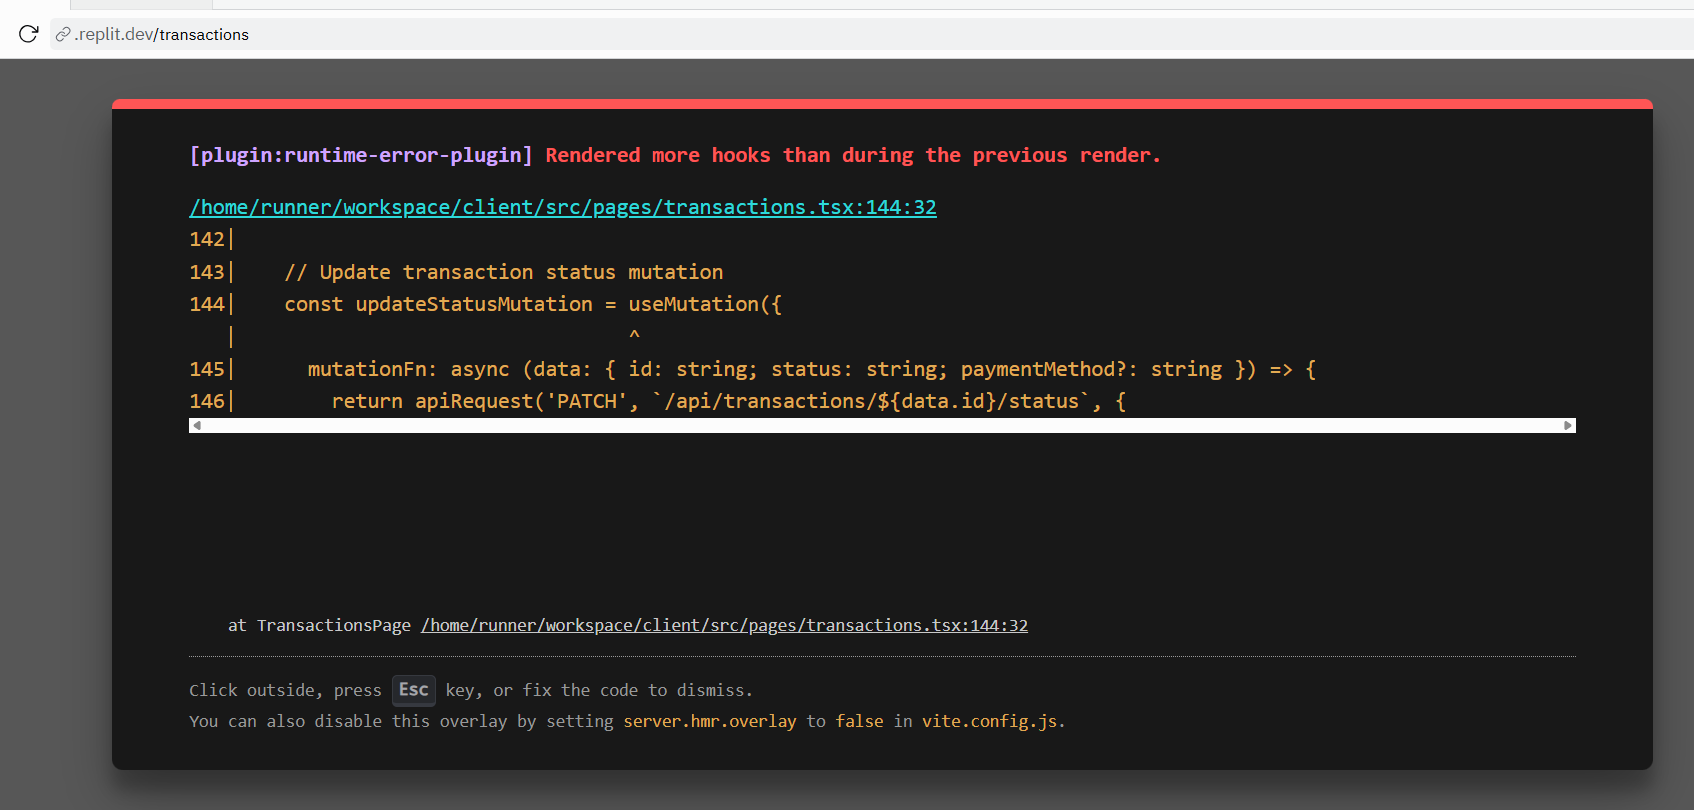 .replit.dev/transactions
[plugin:runtime-error-plugin] Rendered more hooks than during the previous render.
/home/runner/workspace/client/src/pages/transactions.tsx:144:32
142|
143|    // Update transaction status mutation
144|    const updateStatusMutation = useMutation({
   |                                 ^
145|      mutationFn: async (data: { id: string; status: string; paymentMethod?: string }) => {
146|        return apiRequest('PATCH', `/api/transactions/${data.id}/status`, {
at TransactionsPage /home/runner/workspace/client/src/pages/transactions.tsx:144:32
Click outside, press Esc key, or fix the code to dismiss.
You can also disable this overlay by setting server.hmr.overlay to false in vite.config.js.